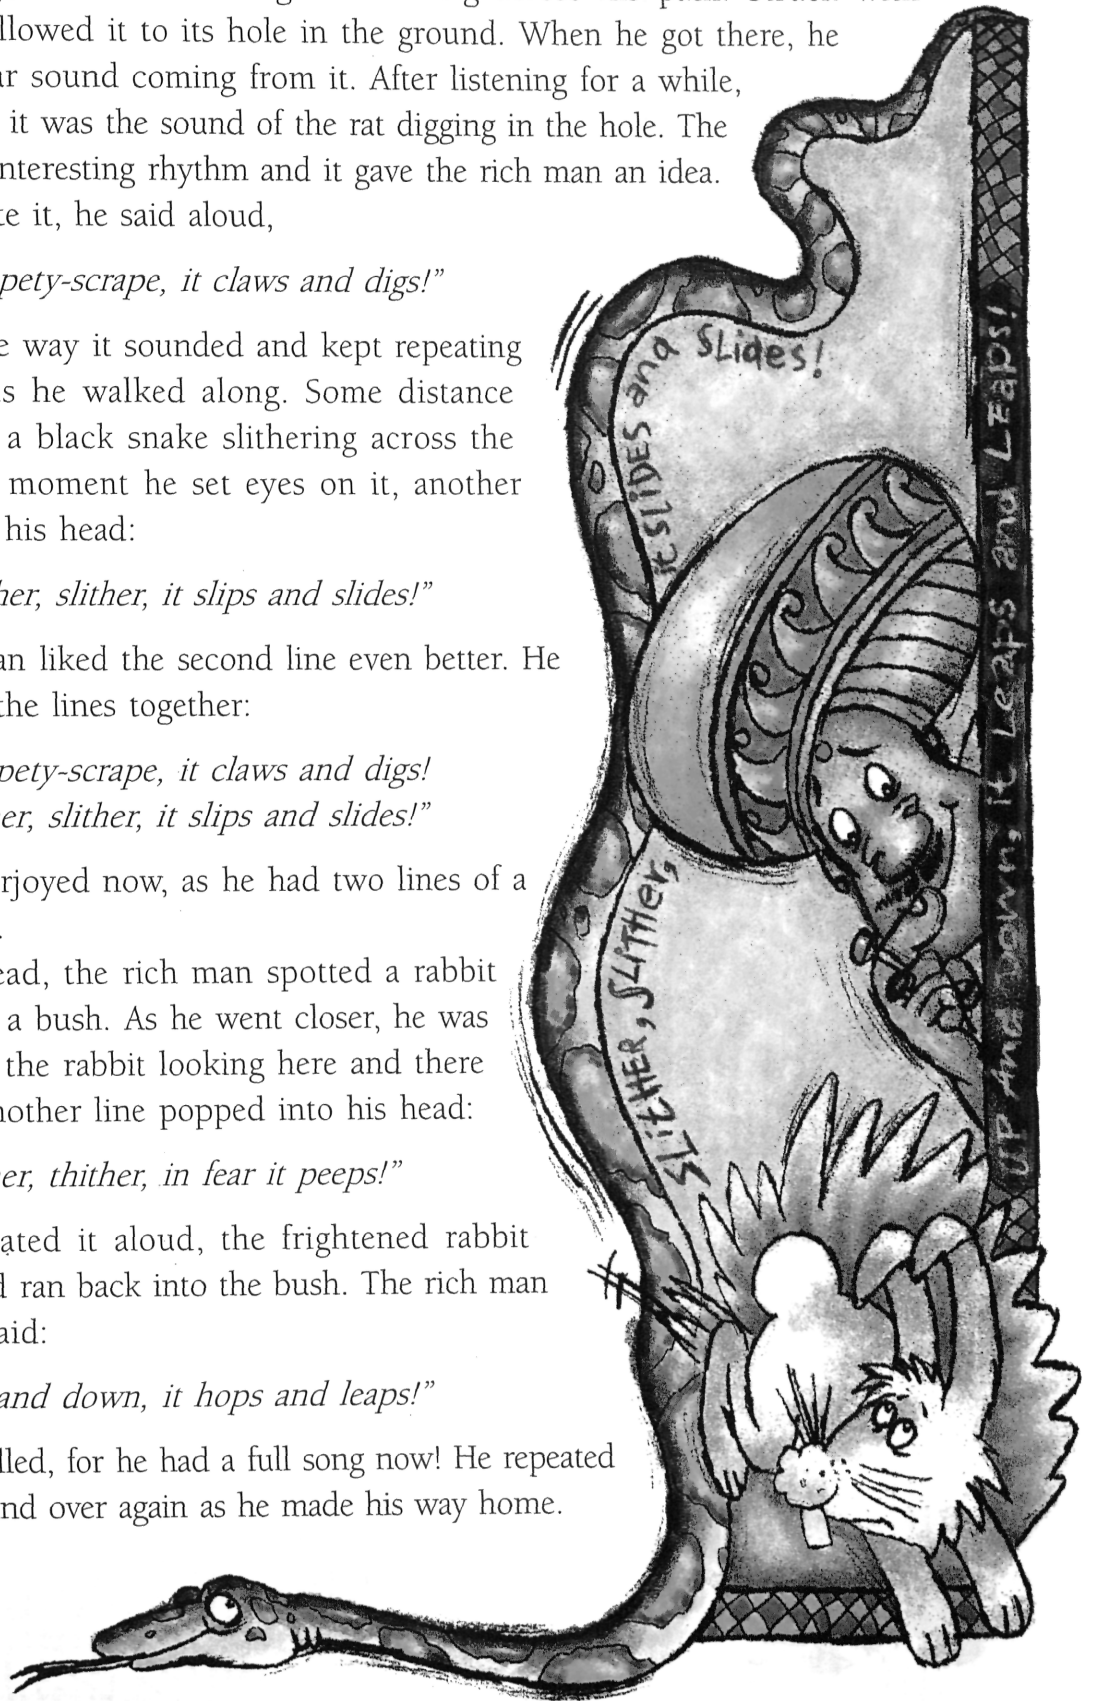 llowed it to its hole in the ground. When he got there, he
r sound coming from it. After listening for a while,
it was the sound of the rat digging in the hole. The
nteresting rhythm and it gave the rich man an idea.
e it, he said aloud,
pety-scrape, it claws and digs!”
e way it sounded and kept repeating
s he walked along. Some distance
a black snake slithering across the
moment he set eyes on it, another
his head:
her, slither, it slips and slides!”
an liked the second line even better. He
the lines together:
pety-scrape, it claws and digs!
er, slither, it slips and slides!”
rjoyed now, as he had two lines of a
ead, the rich man spotted a rabbit
a bush. As he went closer, he was
the rabbit looking here and there
nother line popped into his head:
er, thither, in fear it peeps!”
ated it aloud, the frightened rabbit
d ran back into the bush. The rich man
aid:
and down, it hops and leaps!”
lled, for he had a full song now! He repeated
nd over again as he made his way home.
SLitHER, SLitHer, it SLiDES and SLides!
UP And DOWn, it Leaps and LEaps!